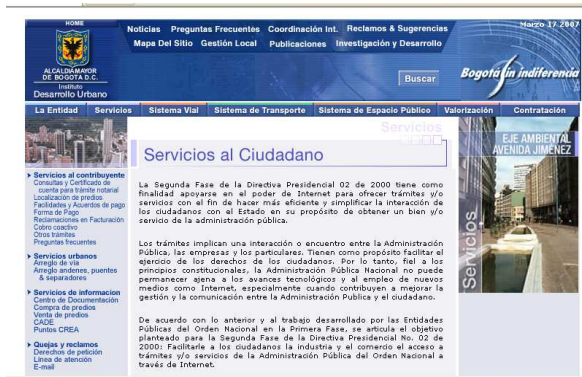 HOME
Noticias Preguntas Frecuentes Coordinación Int. Reclamos & Sugerencias
Mapa Del Sitio Gestión Local Publicaciones Investigación y Desarrollo
Marzo 17 2007
ALCALDIA MAYOR
DE BOGOTA D.C.
Instituto
Desarrollo Urbano
Buscar
Bogotá sin indiferencia
La Entidad Servicios Sistema Vial Sistema de Transporte Sistema de Espacio Público Valorización Contratación
Servicios
Servicios al Ciudadano
EJE AMBIENTAL
AVENIDA JIMÉNEZ
Servicios
Servicios al contribuyente
Consultas y Certificado de
cuenta para trámite notarial
Localización de predios
Facilidades y Acuerdos de pago
Forma de Pago
Reclamaciones en Facturación
Cobro coactivo
Otros trámites
Preguntas frecuentes
Servicios urbanos
Arreglo de vía
Arreglo andenes, puentes
& separadores
Servicios de informacion
Centro de Documentación
Compra de predios
Venta de predios
CADE
Puntos CREA
Quejas y reclamos
Derechos de petición
Linea de atención
E-mail
La Segunda Fase de la Directiva Presidencial 02 de 2000 tiene como
finalidad apoyarse en el poder de Internet para ofrecer trámites y/o
servicios con el fin de hacer más eficiente y simplificar la interacción de
los ciudadanos con el Estado en su propósito de obtener un bien y/o
servicio de la administración pública.
Los trámites implican una interacción o encuentro entre la Administración
Pública, las empresas y los particulares. Tienen como propósito facilitar el
ejercicio de los derechos de los ciudadanos. Por lo tanto, fiel a los
principios constitucionales, la Administración Pública Nacional no puede
permanecer ajena a los avances tecnológicos y al empleo de nuevos
medios como Internet, especialmente cuando contribuyen a mejorar la
gestión y la comunicación entre la Administración Publica y el ciudadano.
De acuerdo con lo anterior y al trabajo desarrollado por las Entidades
Públicas del Orden Nacional en la Primera Fase, se articula el objetivo
planteado para la Segunda Fase de la Directiva Presidencial No. 02 de
2000: Facilitarle a los ciudadanos la industria y el comercio el acceso a
trámites y/o servicios de la Administración Pública del Orden Nacional a
través de Internet.